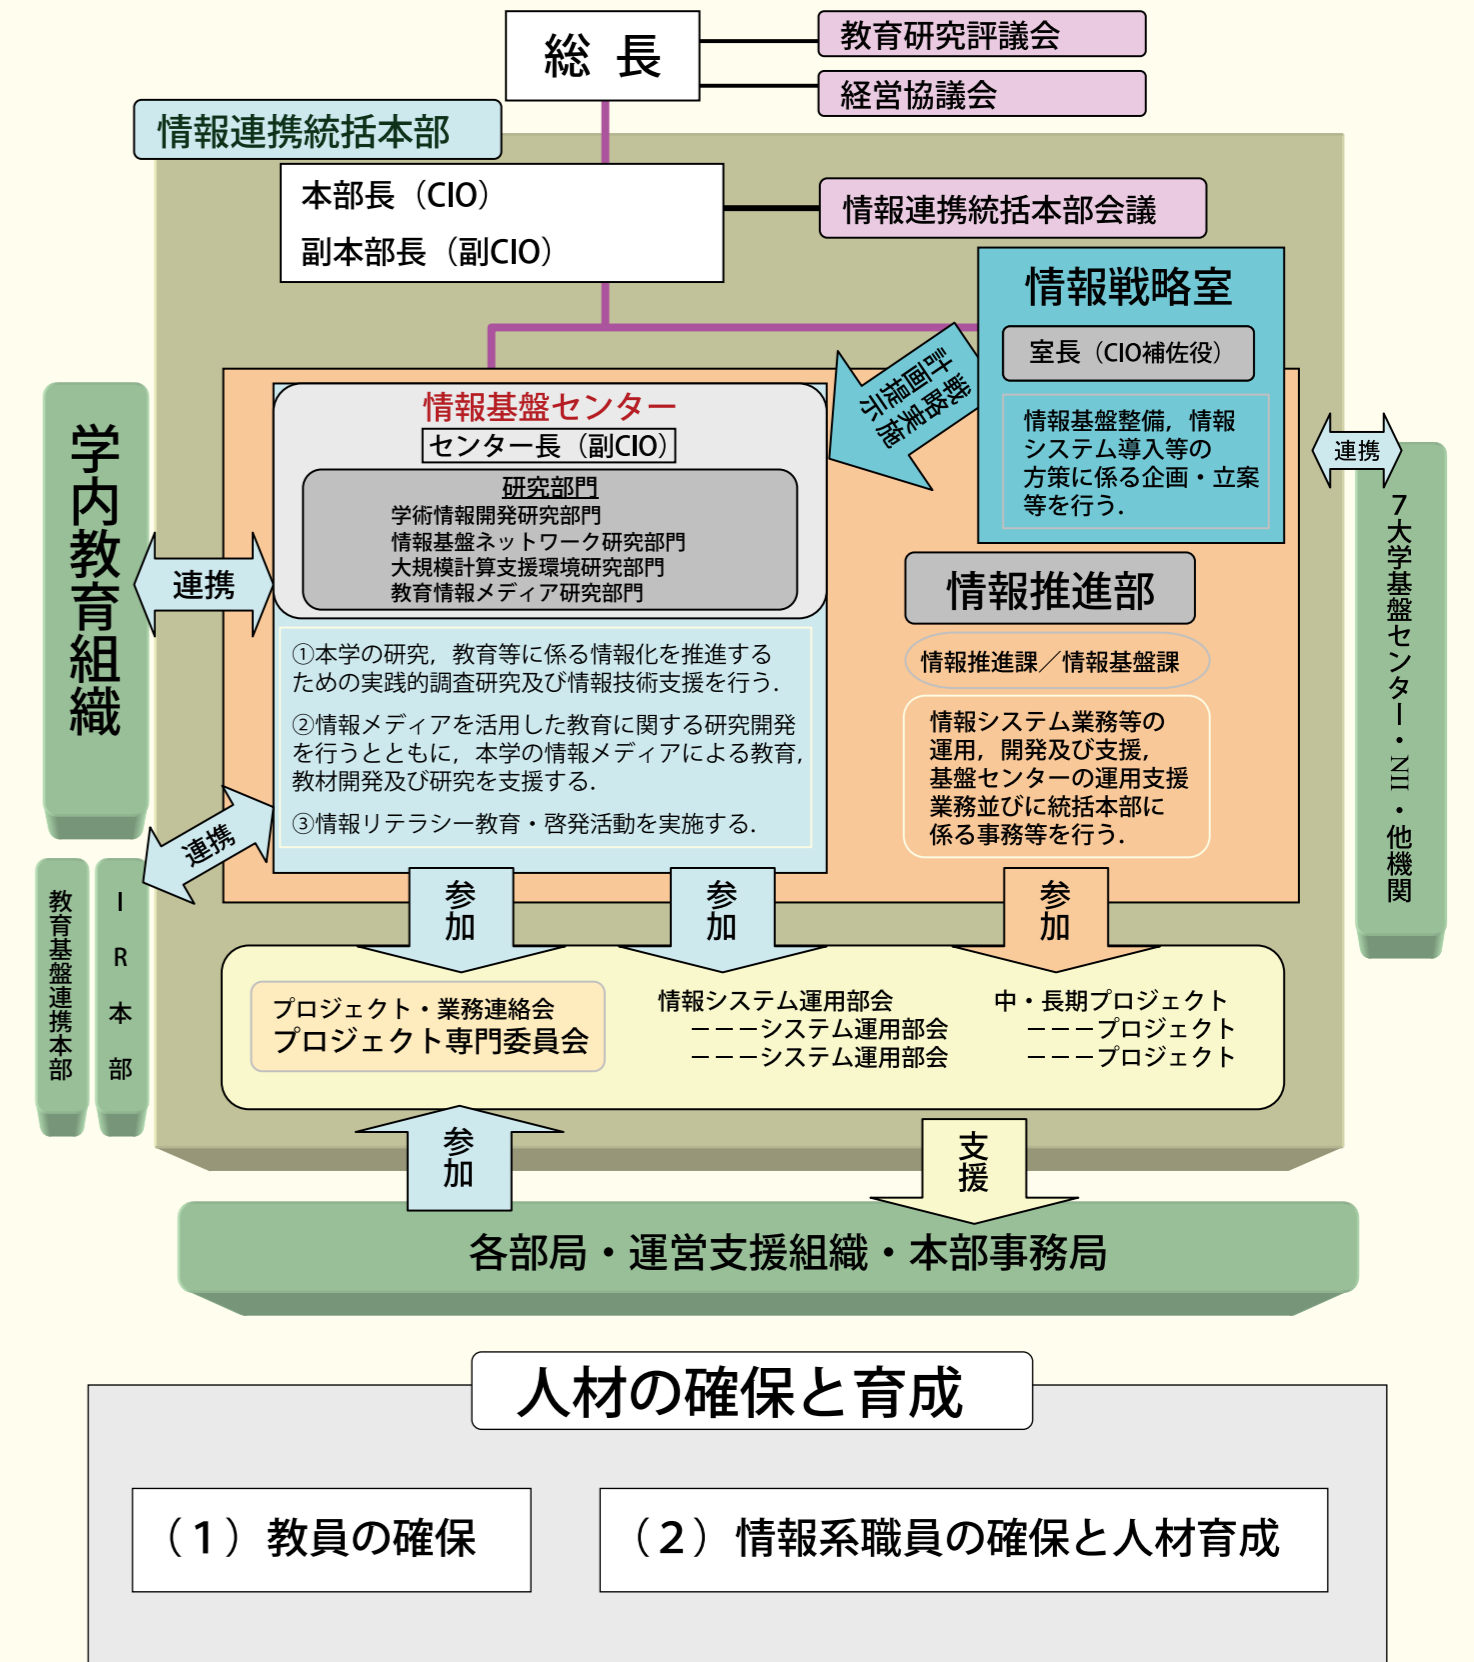 総 長
教育研究評議会
経営協議会
情報連携統括本部
本部長（CIO）
副本部長（副CIO）
情報連携統括本部会議
情報戦略室
室長（CIO補佐役）
情報基盤整備，情報
システム導入等の
方策に係る企画・立案
等を行う．
戦略実施
計画提示
情報基盤センター
センター長（副CIO）
研究部門
学術情報開発研究部門
情報基盤ネットワーク研究部門
大規模計算支援環境研究部門
教育情報メディア研究部門
①本学の研究，教育等に係る情報化を推進する
ための実践的調査研究及び情報技術支援を行う．
②情報メディアを活用した教育に関する研究開発
を行うとともに，本学の情報メディアによる教育，
教材開発及び研究を支援する．
③情報リテラシー教育・啓発活動を実施する．
情報推進部
情報推進課／情報基盤課
情報システム業務等の
運用，開発及び支援，
基盤センターの運用支援
業務並びに統括本部に
係る事務等を行う．
学内教育組織
連携
連携
教育基盤連携本部
IR本部
連携
7大学基盤センター・NII・他機関
参加
参加
参加
プロジェクト・業務連絡会
プロジェクト専門委員会
情報システム運用部会
−−−システム運用部会
−−−システム運用部会
中・長期プロジェクト
−−−プロジェクト
−−−プロジェクト
参加
支援
各部局・運営支援組織・本部事務局
人材の確保と育成
（１）教員の確保
（２）情報系職員の確保と人材育成